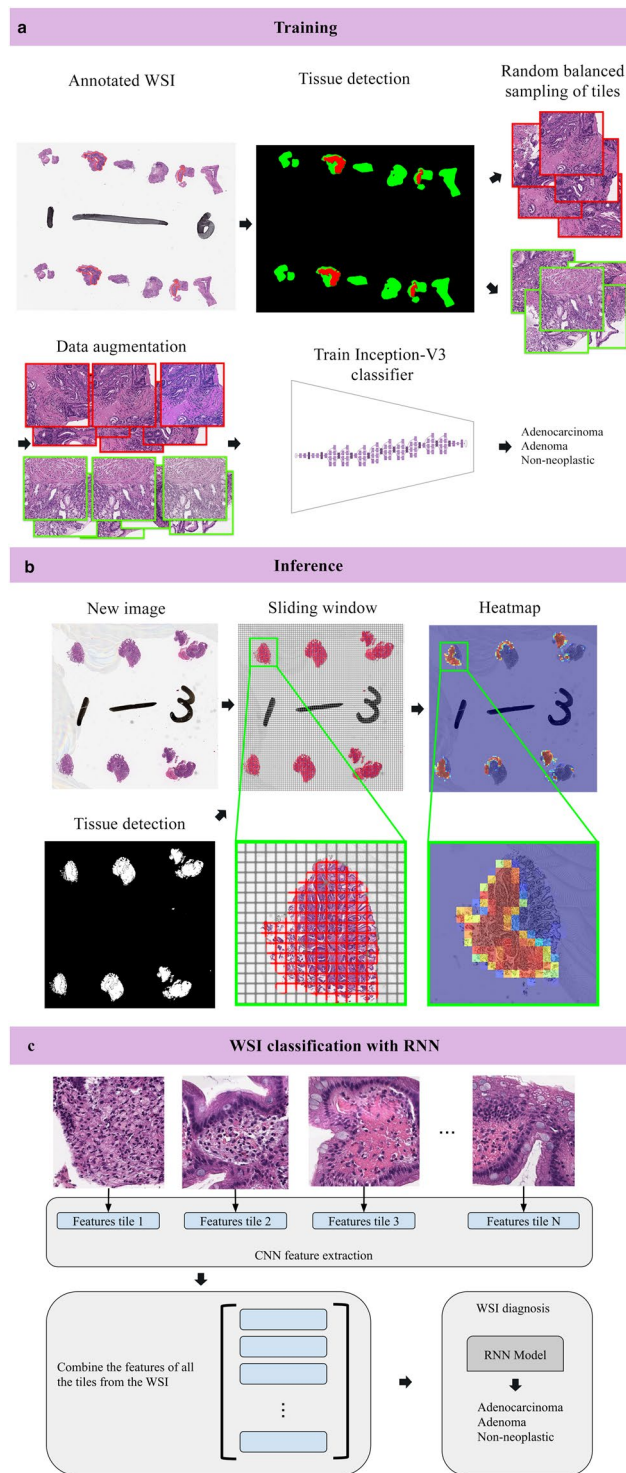 a
Training
Annotated WSI
Tissue detection
Random balanced
sampling of tiles
1 — 6
Data augmentation
Train Inception-V3
classifier
Adenocarcinoma
Adenoma
Non-neoplastic
b
Inference
New image
Sliding window
Heatmap
1 — 3
1 — 3
1 — 3
Tissue detection
c
WSI classification with RNN
...
Features tile 1
Features tile 2
Features tile 3
Features tile N
CNN feature extraction
Combine the features of all
the tiles from the WSI
WSI diagnosis
RNN Model
Adenocarcinoma
Adenoma
Non-neoplastic